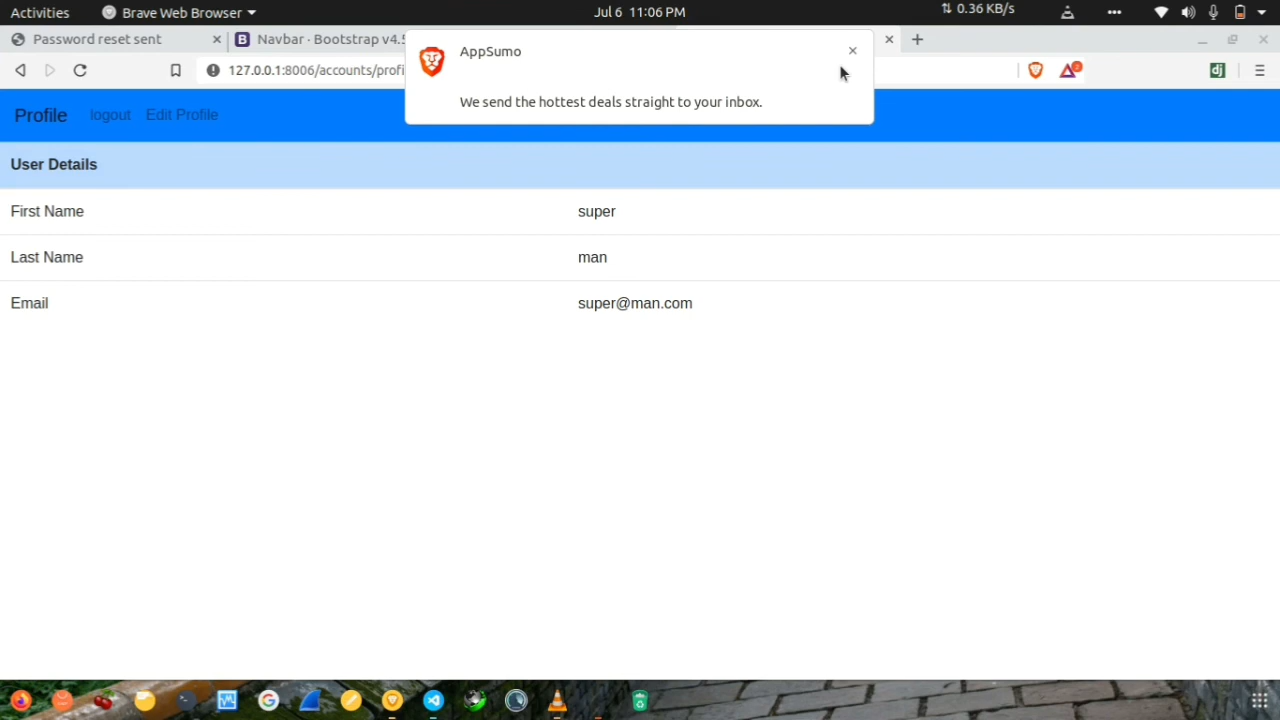 Activities Brave Web Browser Jul 6 11:06 PM 0.36 KB/s
Password reset sent Navbar · Bootstrap v4.5
AppSumo
127.0.0.1:8006/accounts/profi
We send the hottest deals straight to your inbox.
Profile logout Edit Profile
User Details
First Name super
Last Name man
Email super@man.com